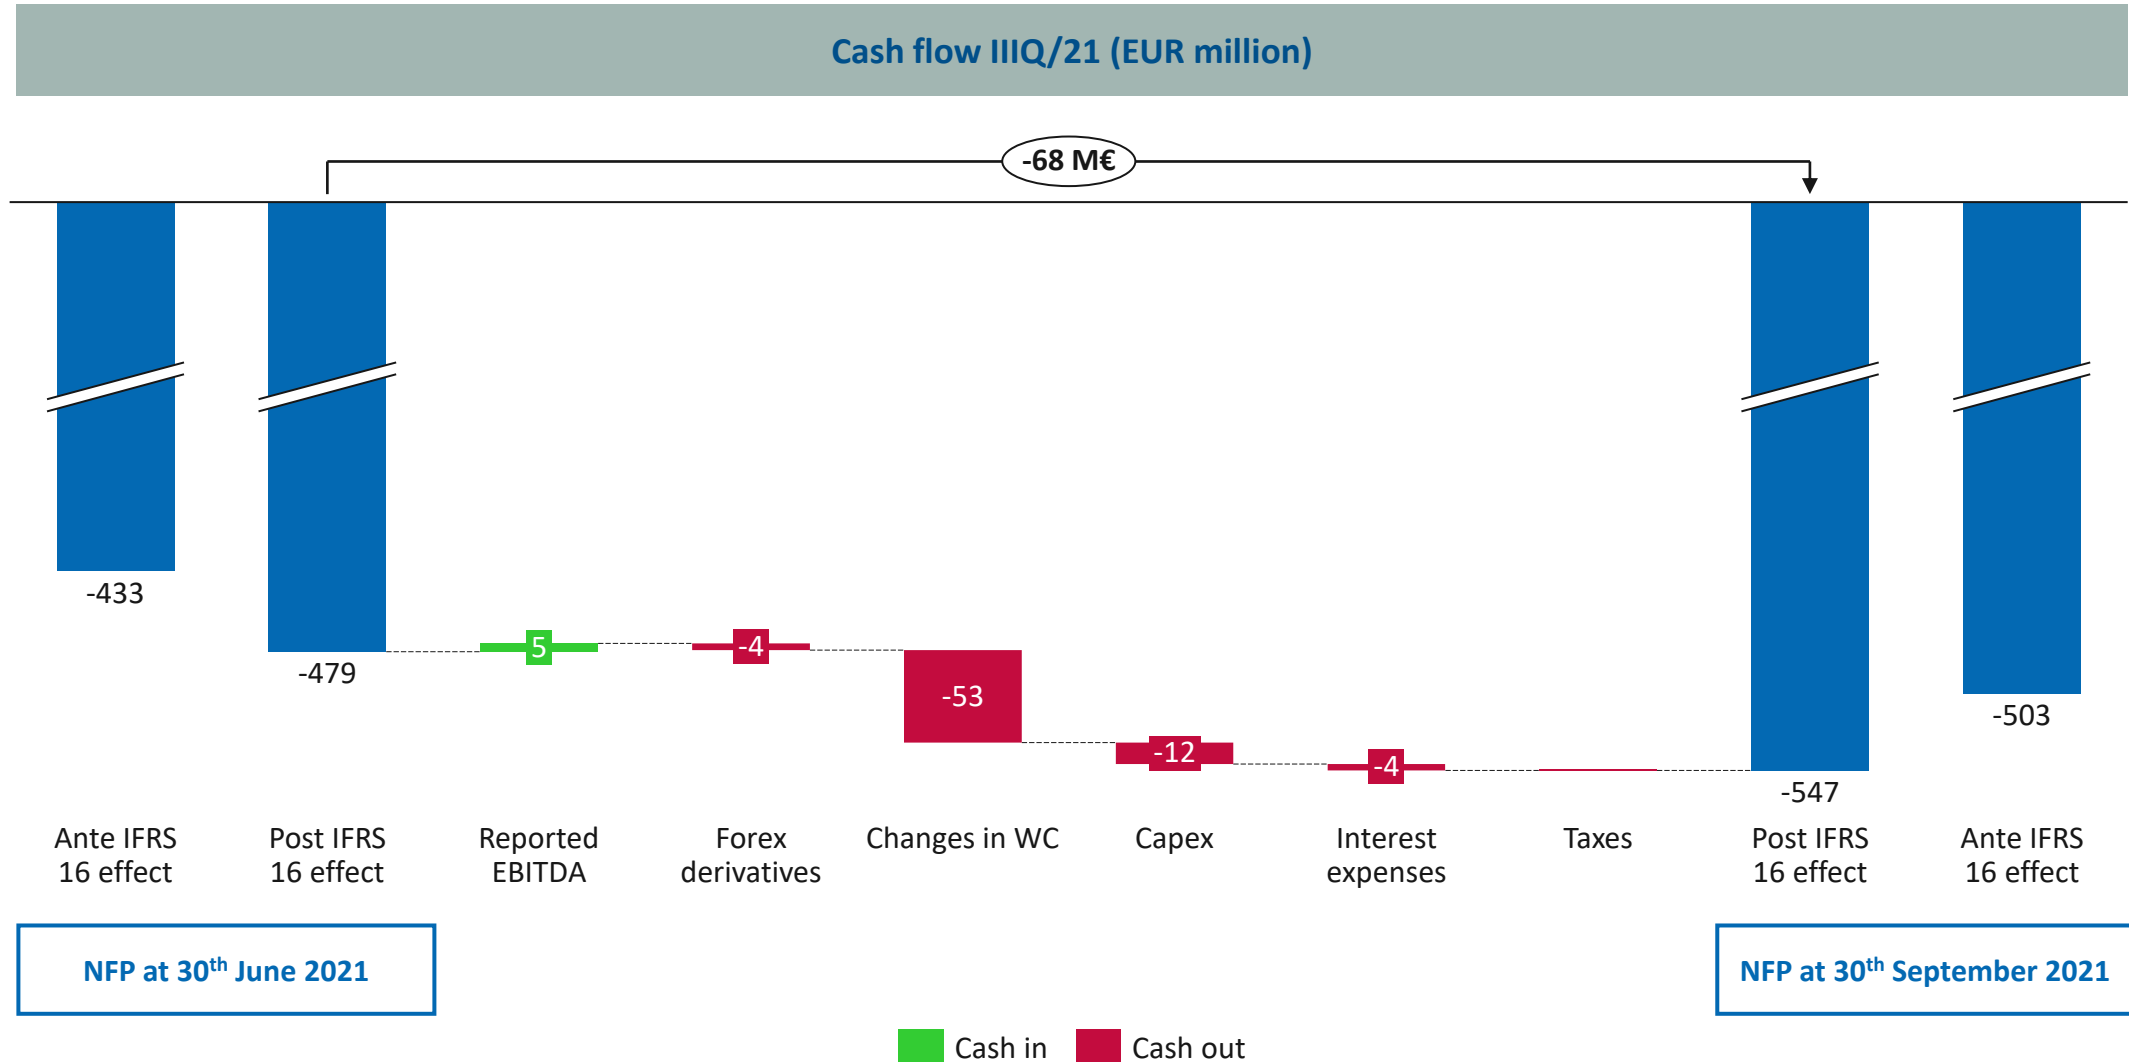 Cash flow IIIQ/21 (EUR million)
-68 M€
-433
-479
5
-4
-53
-12
-4
-547
-503
Ante IFRS
16 effect
Post IFRS
16 effect
Reported
EBITDA
Forex
derivatives
Changes in WC
Capex
Interest
expenses
Taxes
Post IFRS
16 effect
Ante IFRS
16 effect
NFP at 30th June 2021
NFP at 30th September 2021
Cash in
Cash out